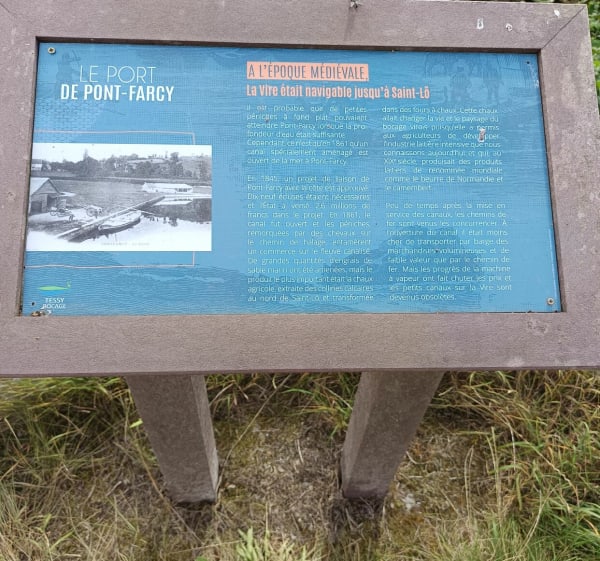 LE PORT
DE PONT-FARCY
TESSY
BOCAGE
A L'ÉPOQUE MÉDIÉVALE,
La Vire était navigable jusqu'à Saint-Lô
Il est probable que de petites
péniches à fond plat pouvaient
atteindre Pont-Farcy lorsque la pro-
fondeur d'eau était suffisante.
Cependant, ce n'est qu'en 1861 qu'un
canal spécialement aménagé est
ouvert de la mer à Pont-Farcy.
En 1845, un projet de liaison de
Pont-Farcy avec la côte est approuvé.
Dix neuf écluses étaient nécessaires
et l'état a versé 2,6 millions de
francs dans le projet. En 1861, le
canal fut ouvert et les péniches
remorquées par des chevaux sur
le chemin de halage, entamèrent
un commerce sur le fleuve canalisé.
De grandes quantités d'engrais de
sable marin ont été amenées, mais le
produit le plus important était la chaux
agricole, extraite des collines calcaires
au nord de Saint-Lô et transformée
dans des fours à chaux. Cette chaux
allait changer la vie et le paysage du
bocage Virois puisqu'elle a permis
aux agriculteurs de développer
l'industrie laitière intensive que nous
connaissons aujourd'hui et qui, au
XIXe siècle, produisait des produits
laitiers de renommée mondiale
comme le beurre de Normandie et
le camembert.
Peu de temps après la mise en
service des canaux, les chemins de
fer sont venus les concurrencer. A
l'ouverture du canal, il était moins
cher de transporter par barge des
marchandises volumineuses et de
faible valeur que par le chemin de
fer. Mais les progrès de la machine
à vapeur ont fait chuter les prix et
les petits canaux sur la Vire sont
devenus obsolètes.